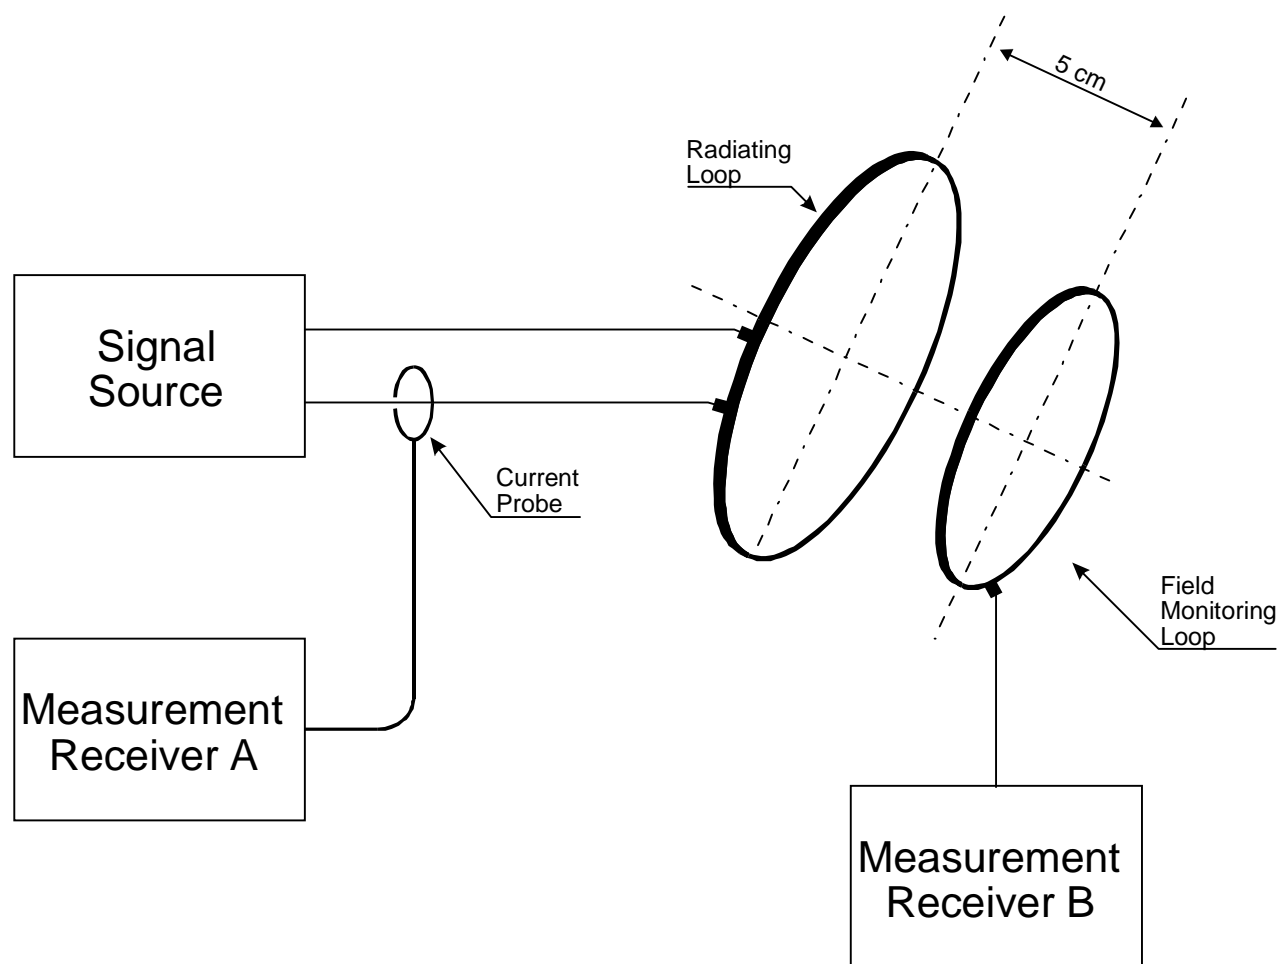 5 cm
Radiating
Loop
Signal
Source
Current
Probe
Field
Monitoring
Loop
Measurement
Receiver A
Measurement
Receiver B